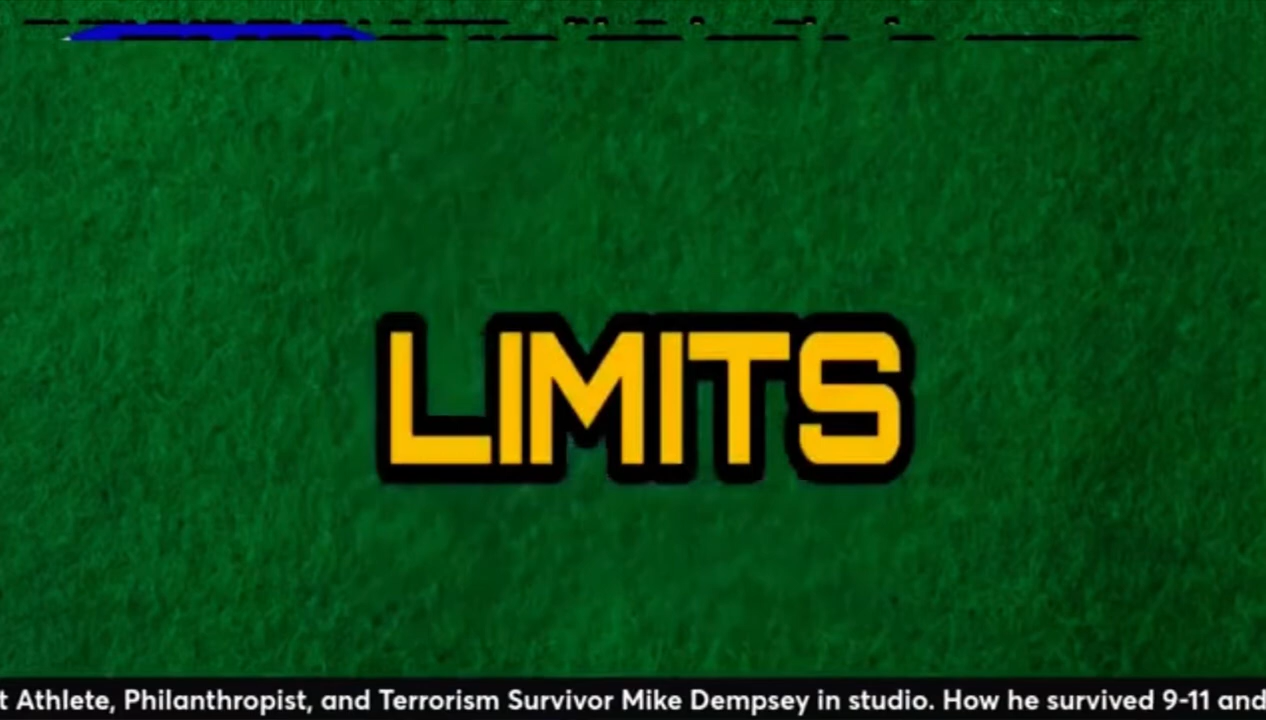 LIMITS
t Athlete, Philanthropist, and Terrorism Survivor Mike Dempsey in studio. How he survived 9-11 and